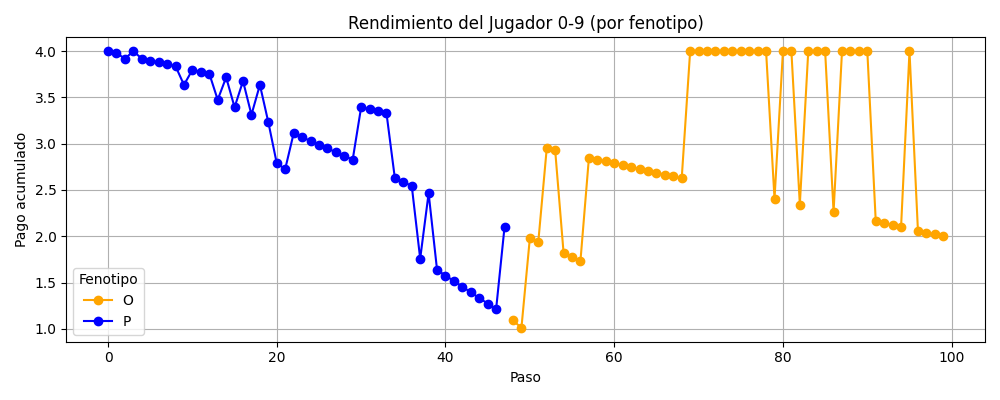 Rendimiento del Jugador 0-9 (por fenotipo)
Pago acumulado
4.0
3.5
3.0
2.5
2.0
1.5
1.0
Fenotipo
O
P
0 20 40 60 80 100
Paso